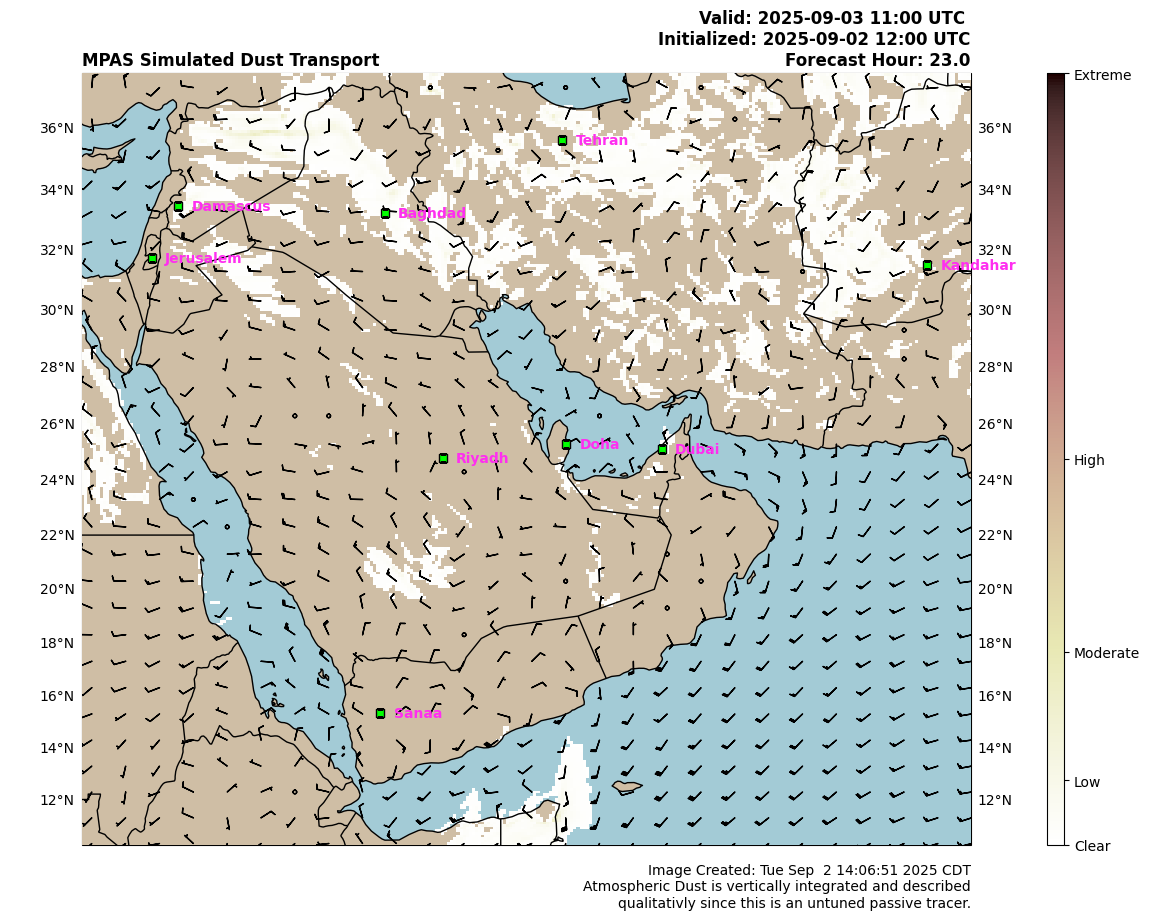 Valid: 2025-09-03 11:00 UTC
Initialized: 2025-09-02 12:00 UTC
MPAS Simulated Dust Transport
Forecast Hour: 23.0
Extreme
36°N
36°N
Tehran
34°N
34°N
Damascus
Baghdad
32°N
32°N
Jerusalem
Kandahar
30°N
30°N
28°N
28°N
26°N
26°N
Doha
Dubai
Riyadh
High
24°N
24°N
22°N
22°N
20°N
20°N
18°N
18°N
Moderate
16°N
16°N
Sanaa
14°N
14°N
Low
12°N
12°N
Clear
Image Created: Tue Sep  2 14:06:51 2025 CDT
Atmospheric Dust is vertically integrated and described
qualitativly since this is an untuned passive tracer.